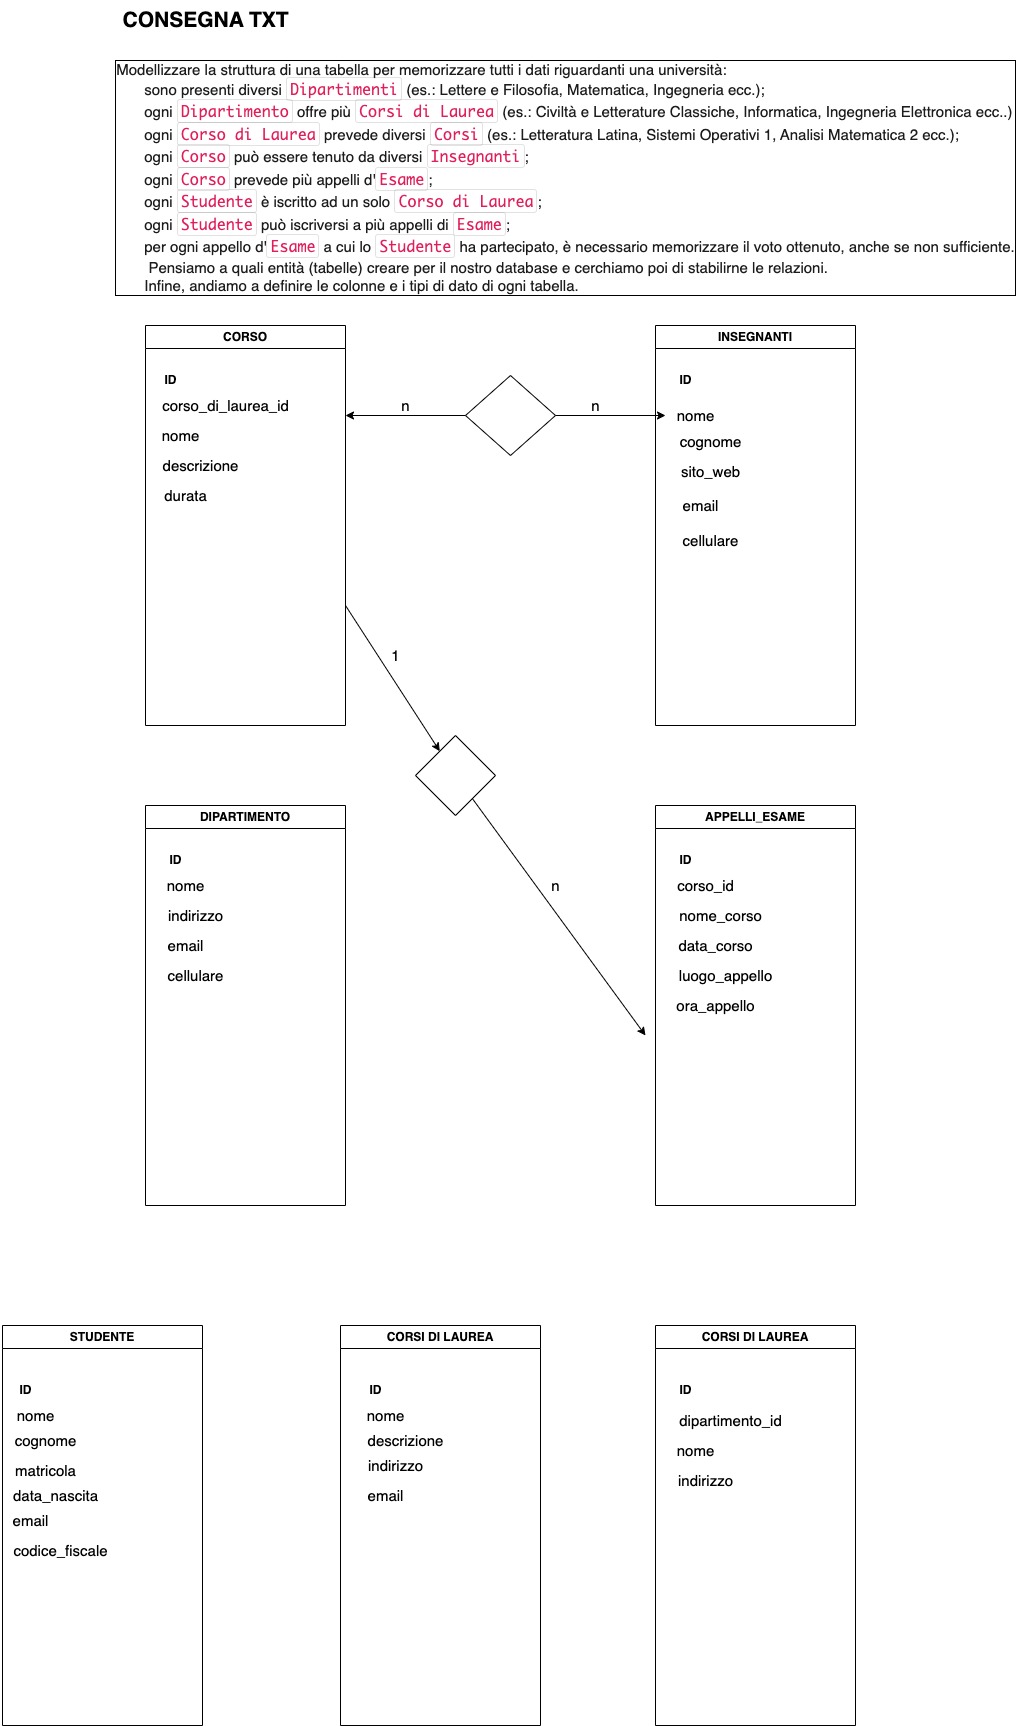 CONSEGNA TXT
Modellizzare la struttura di una tabella per memorizzare tutti i dati riguardanti una università:
sono presenti diversi Dipartimenti (es.: Lettere e Filosofia, Matematica, Ingegneria ecc.);
ogni Dipartimento offre più Corsi di Laurea (es.: Civiltà e Letterature Classiche, Informatica, Ingegneria Elettronica ecc..)
ogni Corso di Laurea prevede diversi Corsi (es.: Letteratura Latina, Sistemi Operativi 1, Analisi Matematica 2 ecc.);
ogni Corso può essere tenuto da diversi Insegnanti;
ogni Corso prevede più appelli d'Esame;
ogni Studente è iscritto ad un solo Corso di Laurea;
ogni Studente può iscriversi a più appelli di Esame;
per ogni appello d'Esame a cui lo Studente ha partecipato, è necessario memorizzare il voto ottenuto, anche se non sufficiente.
Pensiamo a quali entità (tabelle) creare per il nostro database e cerchiamo poi di stabilirne le relazioni.
Infine, andiamo a definire le colonne e i tipi di dato di ogni tabella.
CORSO
ID
corso_di_laurea_id
nome
descrizione
durata
n
n
INSEGNANTI
ID
nome
cognome
sito_web
email
cellulare
1
n
DIPARTIMENTO
ID
nome
indirizzo
email
cellulare
APPELLI_ESAME
ID
corso_id
nome_corso
data_corso
luogo_appello
ora_appello
STUDENTE
ID
nome
cognome
matricola
data_nascita
email
codice_fiscale
CORSI DI LAUREA
ID
nome
descrizione
indirizzo
email
CORSI DI LAUREA
ID
dipartimento_id
nome
indirizzo